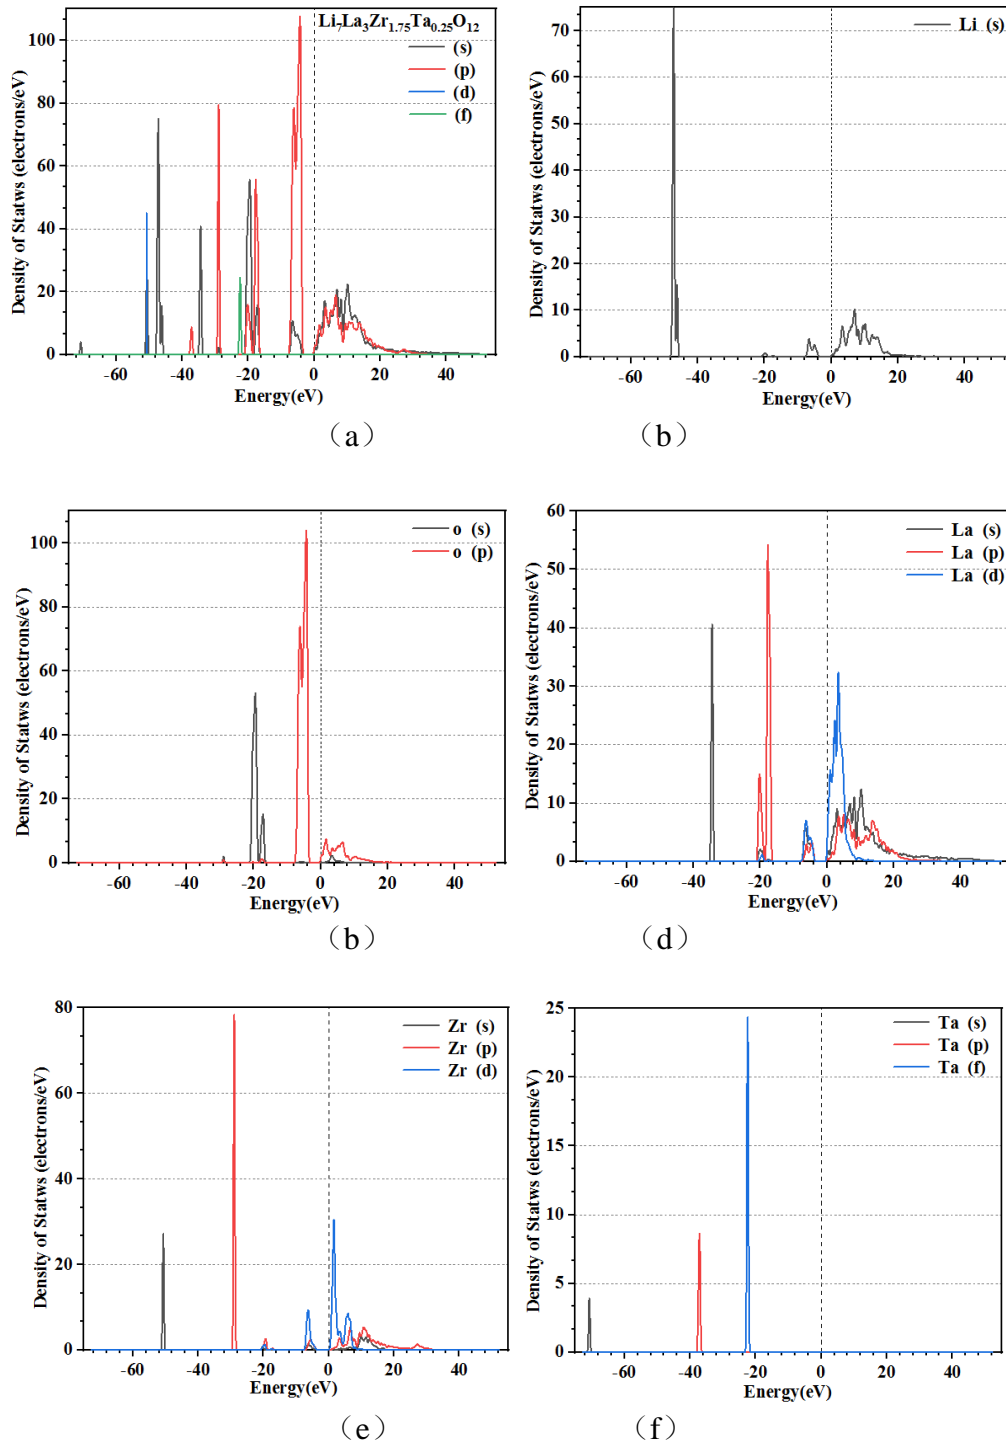 Li7La3Zr1.75Ta0.25O12
(s)
(p)
(d)
(f)
100
80
60
40
20
0
-60 -40 -20 0 20 40
Density of Statws (electrons/eV)
Energy(eV)
（a）
Li (s)
70
60
50
40
30
20
10
0
-60 -40 -20 0 20 40
Density of Statws (electrons/eV)
Energy(eV)
（b）
o (s)
o (p)
100
80
60
40
20
0
-60 -40 -20 0 20 40
Density of Statws (electrons/eV)
Energy(eV)
（b）
La (s)
La (p)
La (d)
60
50
40
30
20
10
0
-60 -40 -20 0 20 40
Density of Statws (electrons/eV)
Energy(eV)
（d）
Zr (s)
Zr (p)
Zr (d)
80
60
40
20
0
-60 -40 -20 0 20 40
Density of Statws (electrons/eV)
Energy(eV)
（e）
Ta (s)
Ta (p)
Ta (f)
25
20
15
10
5
0
-60 -40 -20 0 20 40
Density of Statws (electrons/eV)
Energy(eV)
（f）